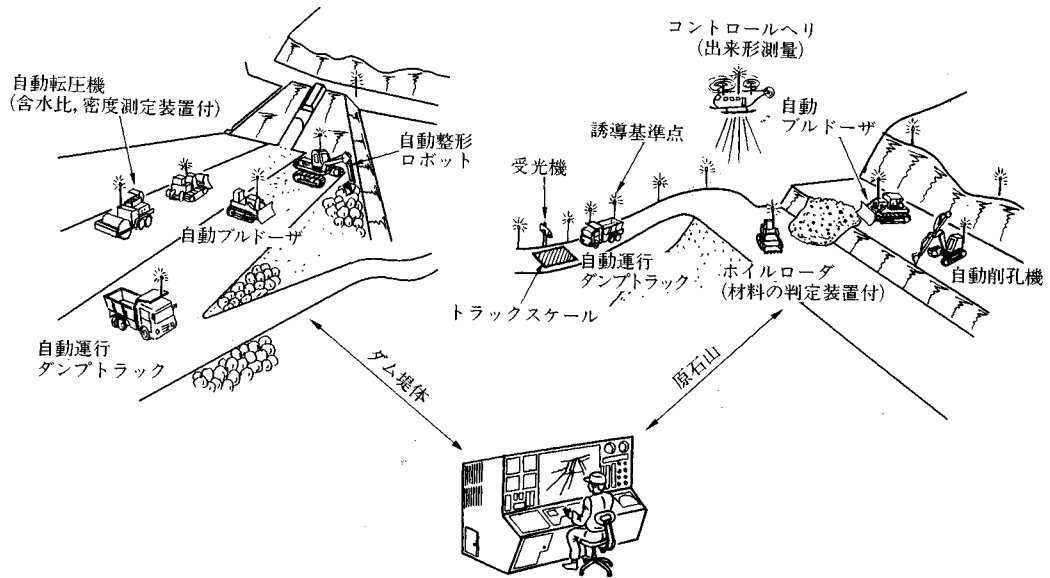 コントロールヘリ
(出来形測量)
自動転圧機
(含水比,密度測定装置付)
自動
ブルドーザ
誘導基準点
自動整形
ロボット
受光機
自動ブルドーザ
自動運行
ダンプトラック
ホイルローダ
(材料の判定装置付)
自動削孔機
トラックスケール
自動運行
ダンプトラック
ダム堤体
原石山